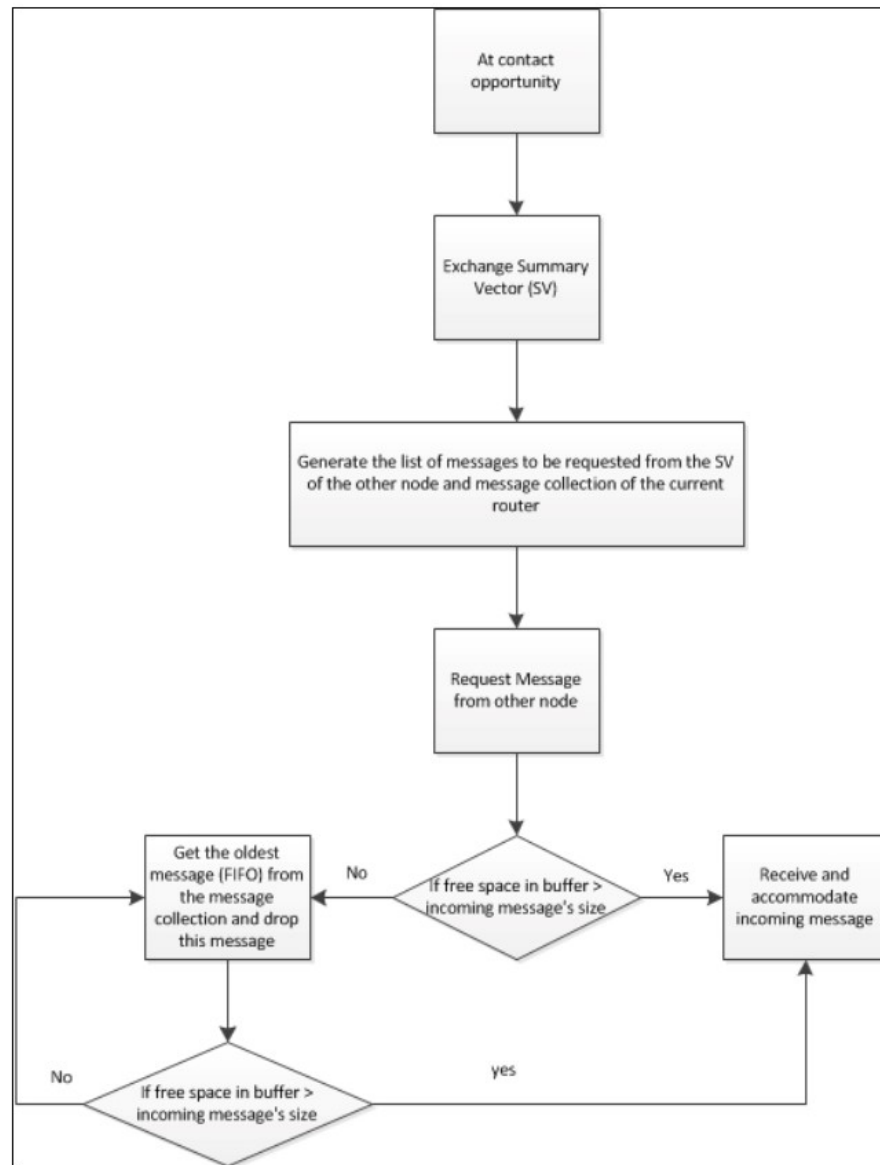 At contact
opportunity
Exchange Summary
Vector (SV)
Generate the list of messages to be requested from the SV
of the other node and message collection of the current
router
Request Message
from other node
If free space in buffer >
incoming message's size
No
Yes
Get the oldest
message (FIFO) from
the message
collection and drop
this message
Receive and
accommodate
incoming message
If free space in buffer >
incoming message's size
No
yes